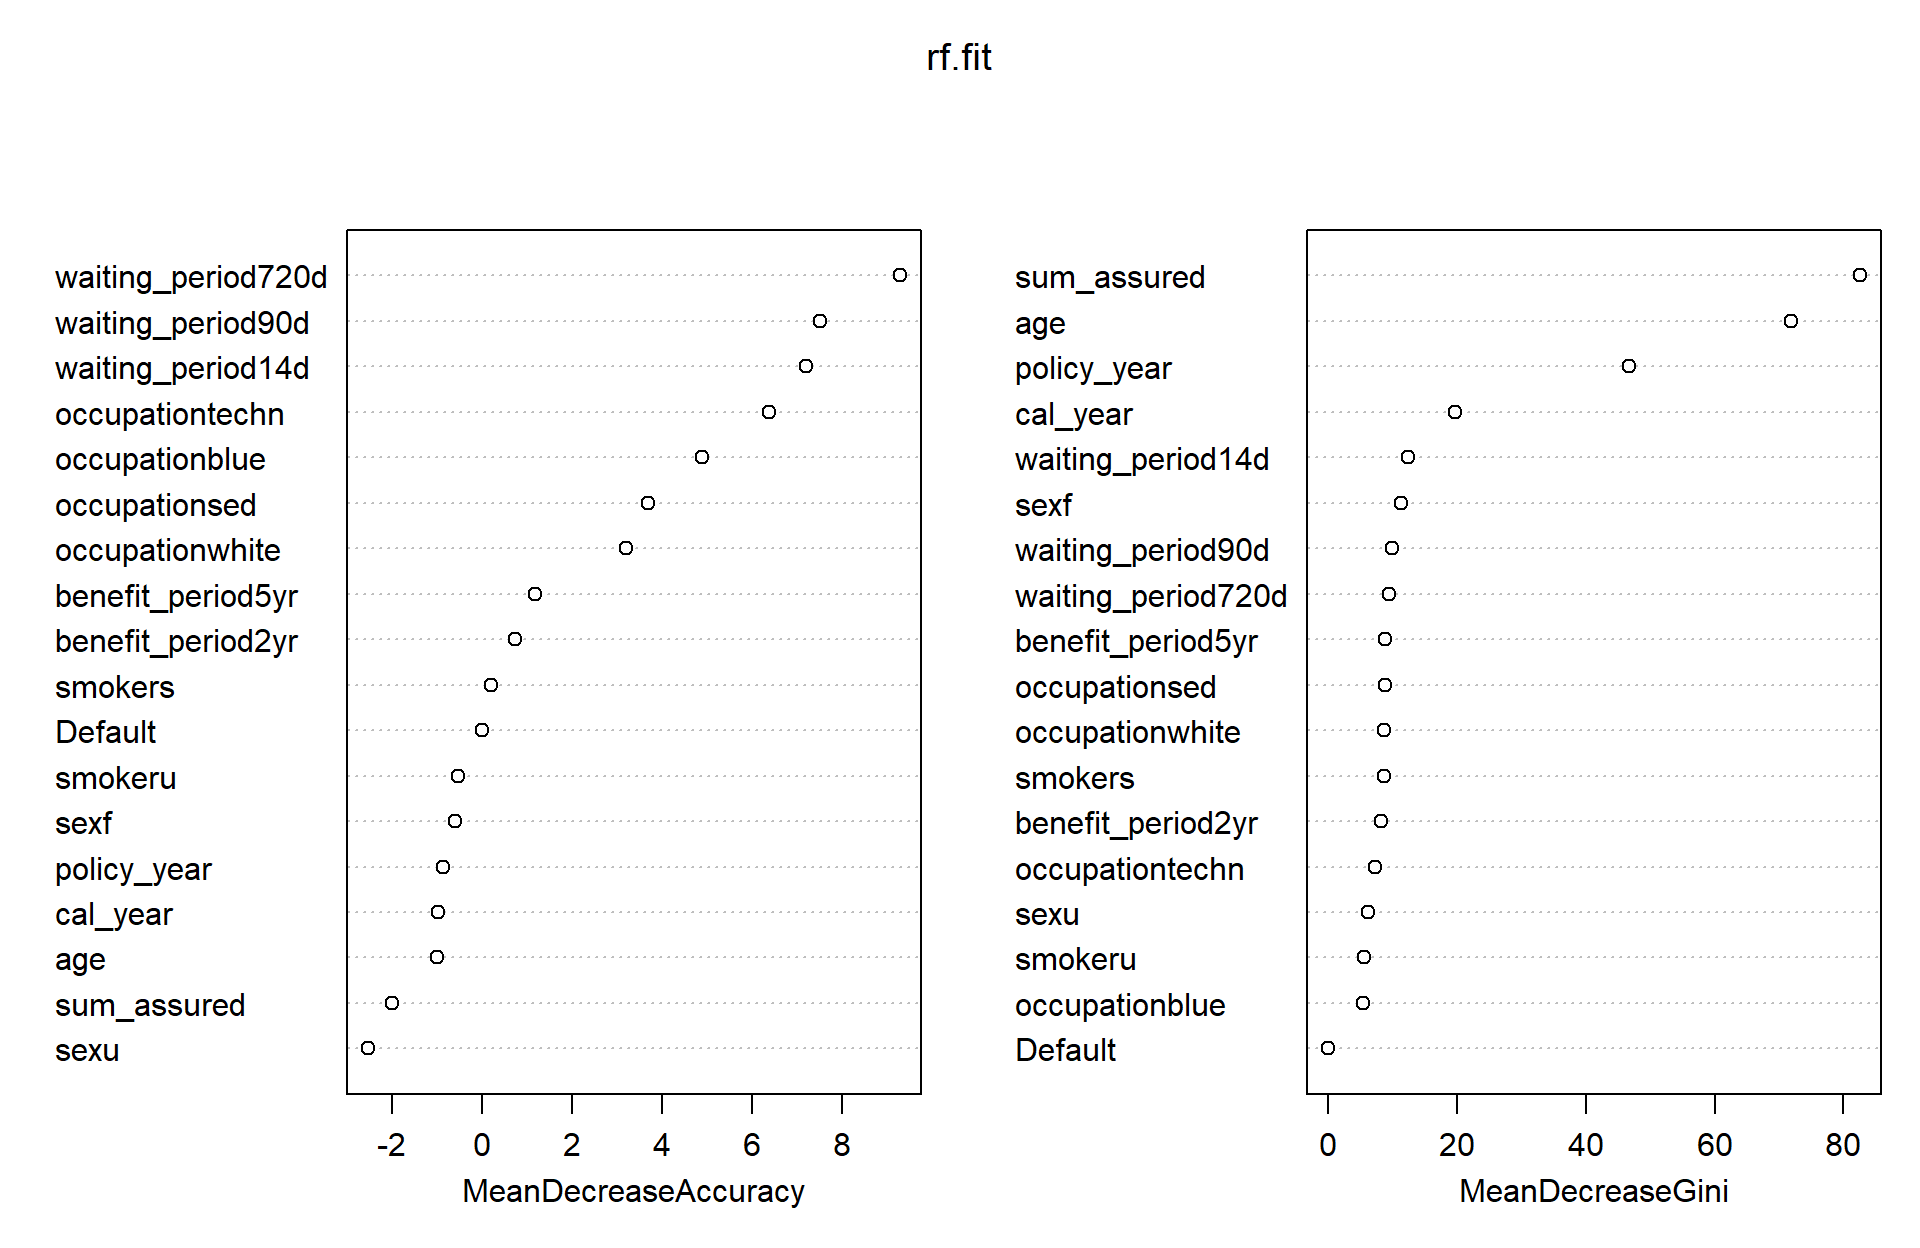 rf.fit
waiting_period720d
waiting_period90d
waiting_period14d
occupationtechn
occupationblue
occupationsed
occupationwhite
benefit_period5yr
benefit_period2yr
smokers
Default
smokeru
sexf
policy_year
cal_year
age
sum_assured
sexu
-2 0 2 4 6 8
MeanDecreaseAccuracy
sum_assured
age
policy_year
cal_year
waiting_period14d
sexf
waiting_period90d
waiting_period720d
benefit_period5yr
occupationsed
occupationwhite
smokers
benefit_period2yr
occupationtechn
sexu
smokeru
occupationblue
Default
0 20 40 60 80
MeanDecreaseGini